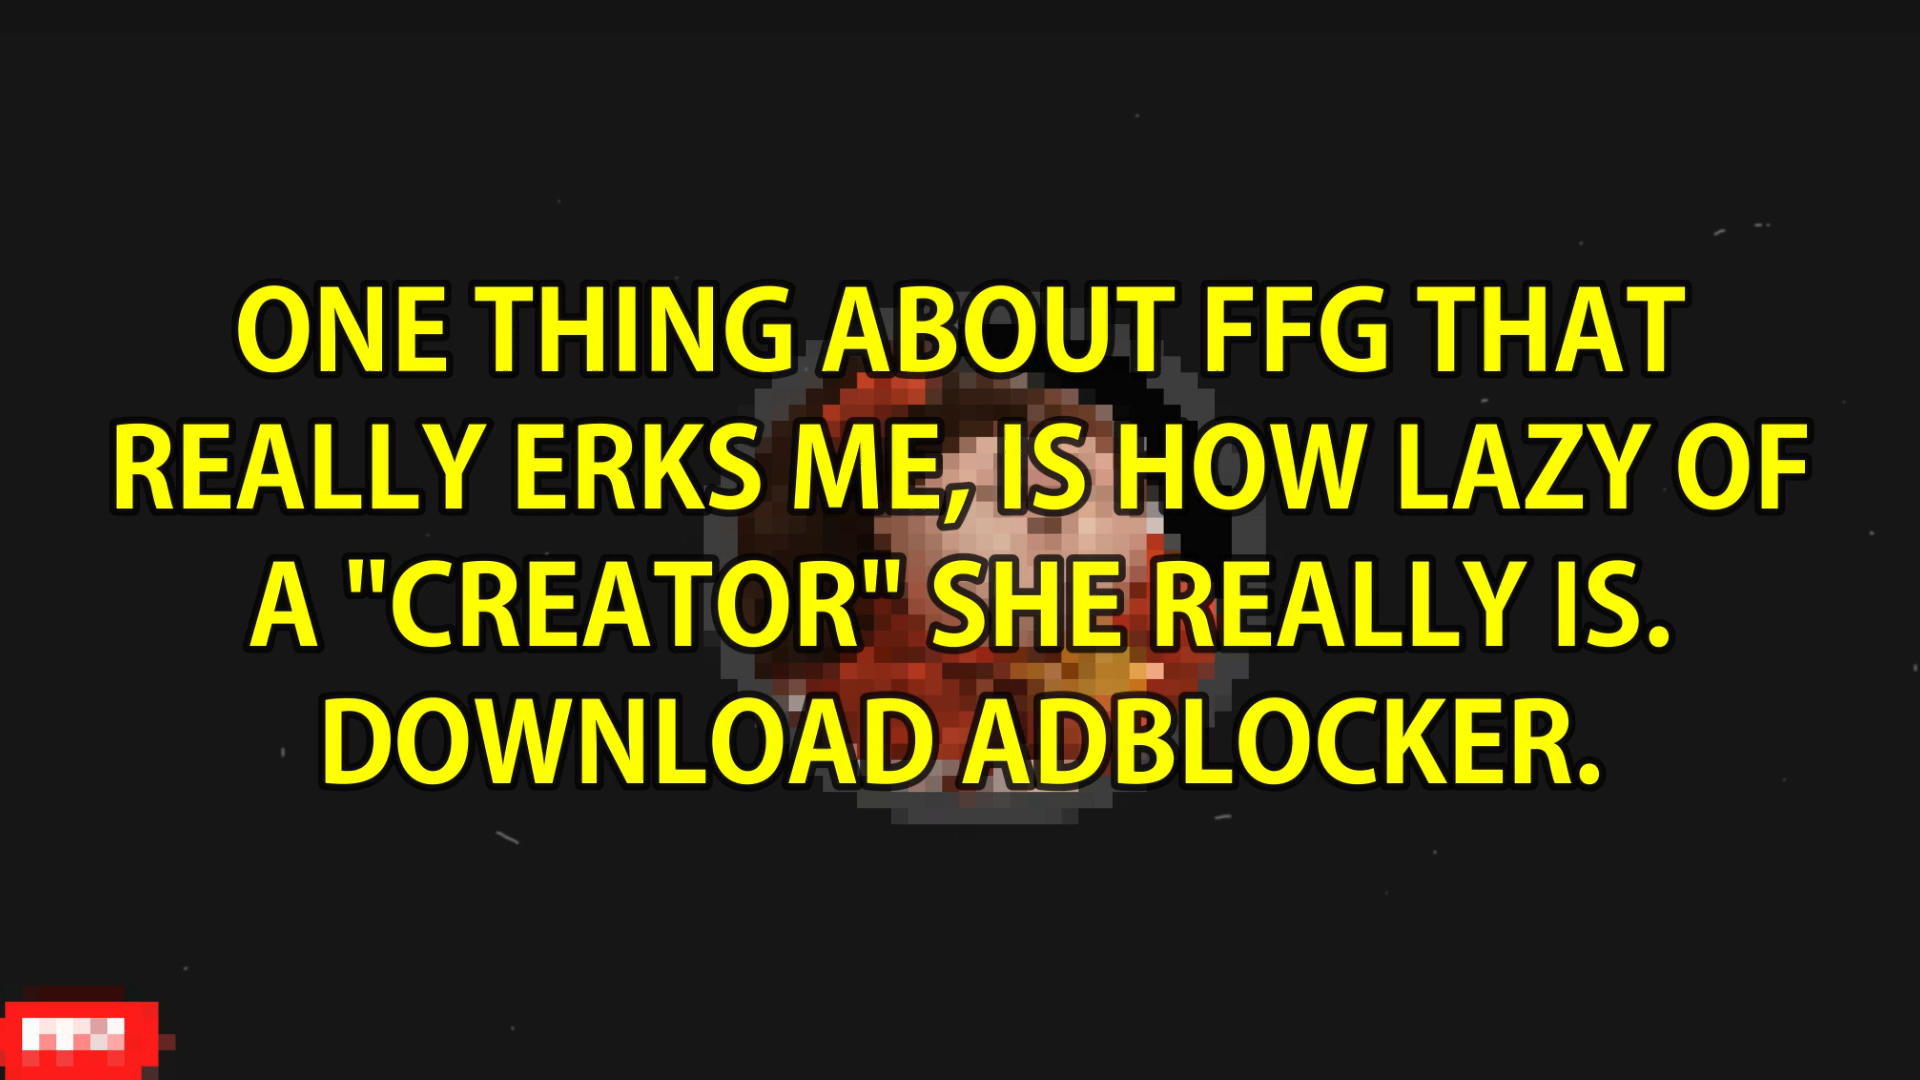 ONE THING ABOUT FFG THAT
REALLY ERKS ME, IS HOW LAZY OF
A "CREATOR" SHE REALLY IS.
DOWNLOAD ADBLOCKER.